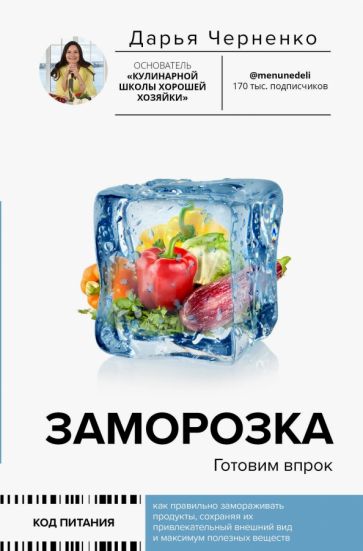 Дарья Черненко
ОСНОВАТЕЛЬ
«КУЛИНАРНОЙ
ШКОЛЫ ХОРОШЕЙ
ХОЗЯЙКИ»
@menunedeli
170 тыс. подписчиков
ЗАМОРОЗКА
Готовим впрок
КОД ПИТАНИЯ
как правильно замораживать
продукты, сохраняя их
привлекательный внешний вид
и максимум полезных веществ